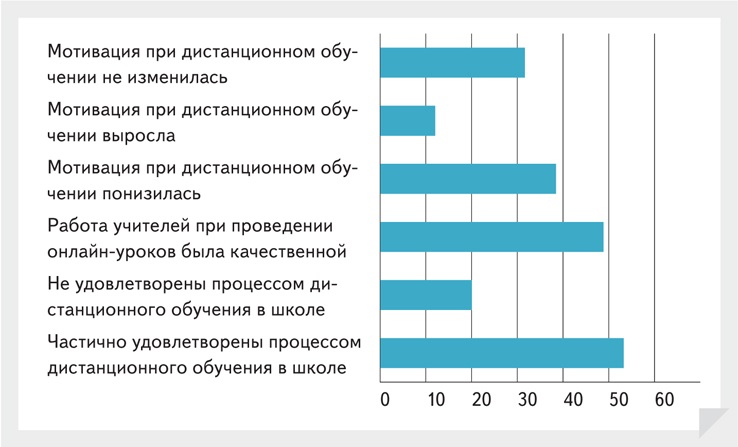 Мотивация при дистанционном обу-
чении не изменилась
Мотивация при дистанционном обу-
чении выросла
Мотивация при дистанционном обу-
чении понизилась
Работа учителей при проведении
онлайн-уроков была качественной
Не удовлетворены процессом ди-
станционного обучения в школе
Частично удовлетворены процессом
дистанционного обучения в школе
0 10 20 30 40 50 60